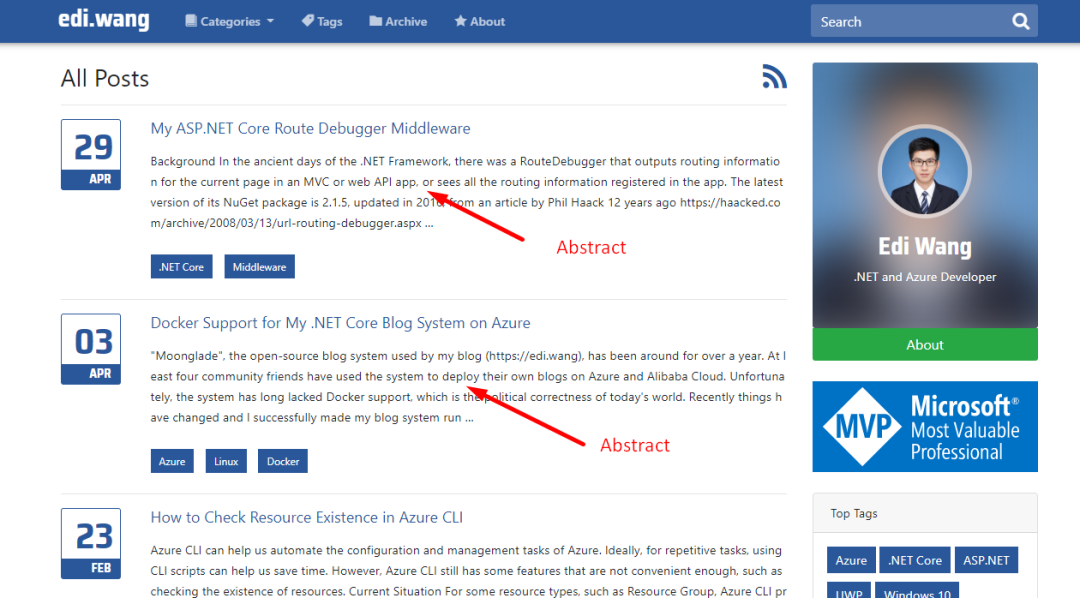 edi.wang
Categories
Tags
Archive
About
Search
All Posts
29
APR
My ASP.NET Core Route Debugger Middleware
Background In the ancient days of the .NET Framework, there was a RouteDebugger that outputs routing informatio
n for the current page in an MVC or web API app, or sees all the routing information registered in the app. The latest
version of its NuGet package is 2.1.5, updated in 2016 from an article by Phil Haack 12 years ago https://haacked.co
m/archive/2008/03/13/url-routing-debugger.aspx ...
Abstract
.NET Core
Middleware
03
APR
Docker Support for My .NET Core Blog System on Azure
"Moonglade", the open-source blog system used by my blog (https://edi.wang), has been around for over a year. At l
east four community friends have used the system to deploy their own blogs on Azure and Alibaba Cloud. Unfortuna
tely, the system has long lacked Docker support, which is the political correctness of today's world. Recently things h
ave changed and I successfully made my blog system run ...
Abstract
Azure
Linux
Docker
23
FEB
How to Check Resource Existence in Azure CLI
Azure CLI can help us automate the configuration and management tasks of Azure. Ideally, for repetitive tasks, using
CLI scripts can help us save time. However, Azure CLI still has some features that are not convenient enough, such as
checking the existence of resources. Current Situation For some resource types, such as Resource Group, Azure CLI pr
Edi Wang
.NET and Azure Developer
About
MVP
Microsoft®
Most Valuable
Professional
Top Tags
Azure
.NET Core
ASP.NET
UWP
Windows 10